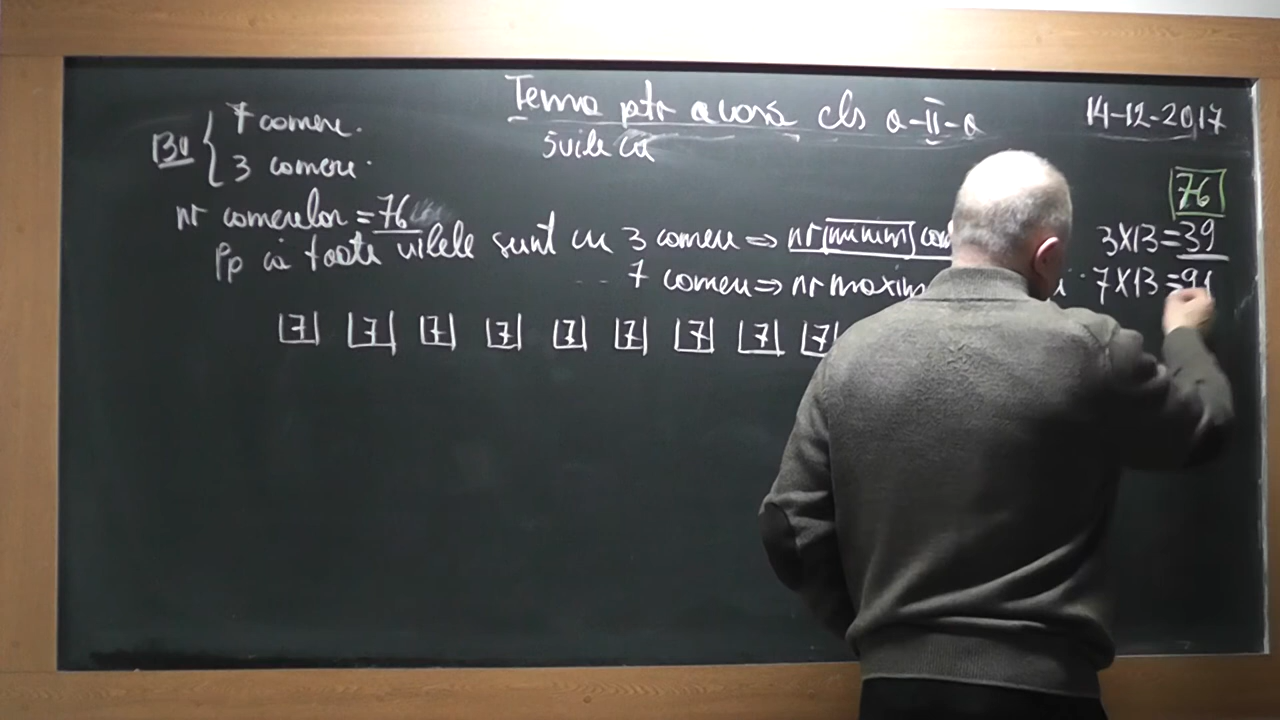 Tema ptr acasă cls a-II-a
14-12-2017
șuile cu
7 camere.
3 camere.
nr camerelor = 76
76
Pp că toate vilele sunt cu 3 camere ⇒ nr minim
3x13=39
7 camere ⇒ nr maxim
7x13=91
7 7 7 7 7 7 7 7 7